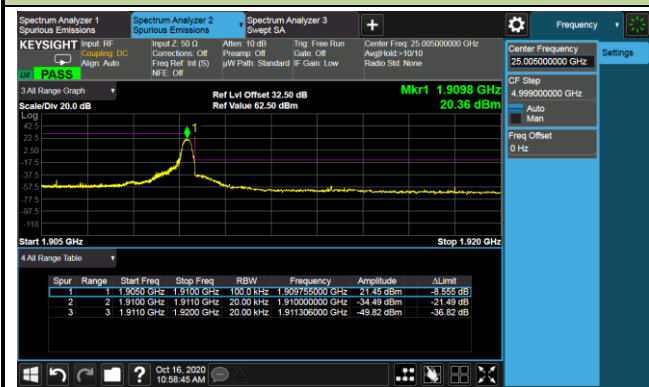 Spectrum Analyzer 1
Spurious Emissions
Spectrum Analyzer 2
Spurious Emissions
Spectrum Analyzer 3
Swept SA
Frequency
KEYSIGHT
Input: RF
Coupling: DC
Align: Auto
Input Z: 50 Ω
Corrections: Off
Freq Ref: Int (S)
NFE: Off
Atten: 10 dB
Preamp: Off
µW Path: Standard
Trig: Free Run
Gate: Off
IF Gain: Low
Center Freq: 25.005000000 GHz
Avg|Hold:>10/10
Radio Std: None
LXI
PASS
Center Frequency
25.005000000 GHz
Settings
CF Step
4.999000000 GHz
Auto
Man
Freq Offset
0 Hz
3 All Range Graph
Scale/Div 20.0 dB
Ref Lvl Offset 32.50 dB
Ref Value 62.50 dBm
Mkr1 1.9098 GHz
20.36 dBm
Log
42.5
22.5
2.50
-17.5
-37.5
-57.5
-77.5
-97.5
-118
1
Start 1.905 GHz
Stop 1.920 GHz
4 All Range Table
Spur Range Start Freq Stop Freq RBW Frequency Amplitude ΔLimit
1 1 1.9050 GHz 1.9100 GHz 100.0 kHz 1.909755000 GHz 21.45 dBm -8.555 dB
2 2 1.9100 GHz 1.9110 GHz 20.00 kHz 1.910000000 GHz -34.49 dBm -21.49 dB
3 3 1.9110 GHz 1.9200 GHz 20.00 kHz 1.911306000 GHz -49.82 dBm -36.82 dB
?
Oct 16, 2020
10:58:45 AM